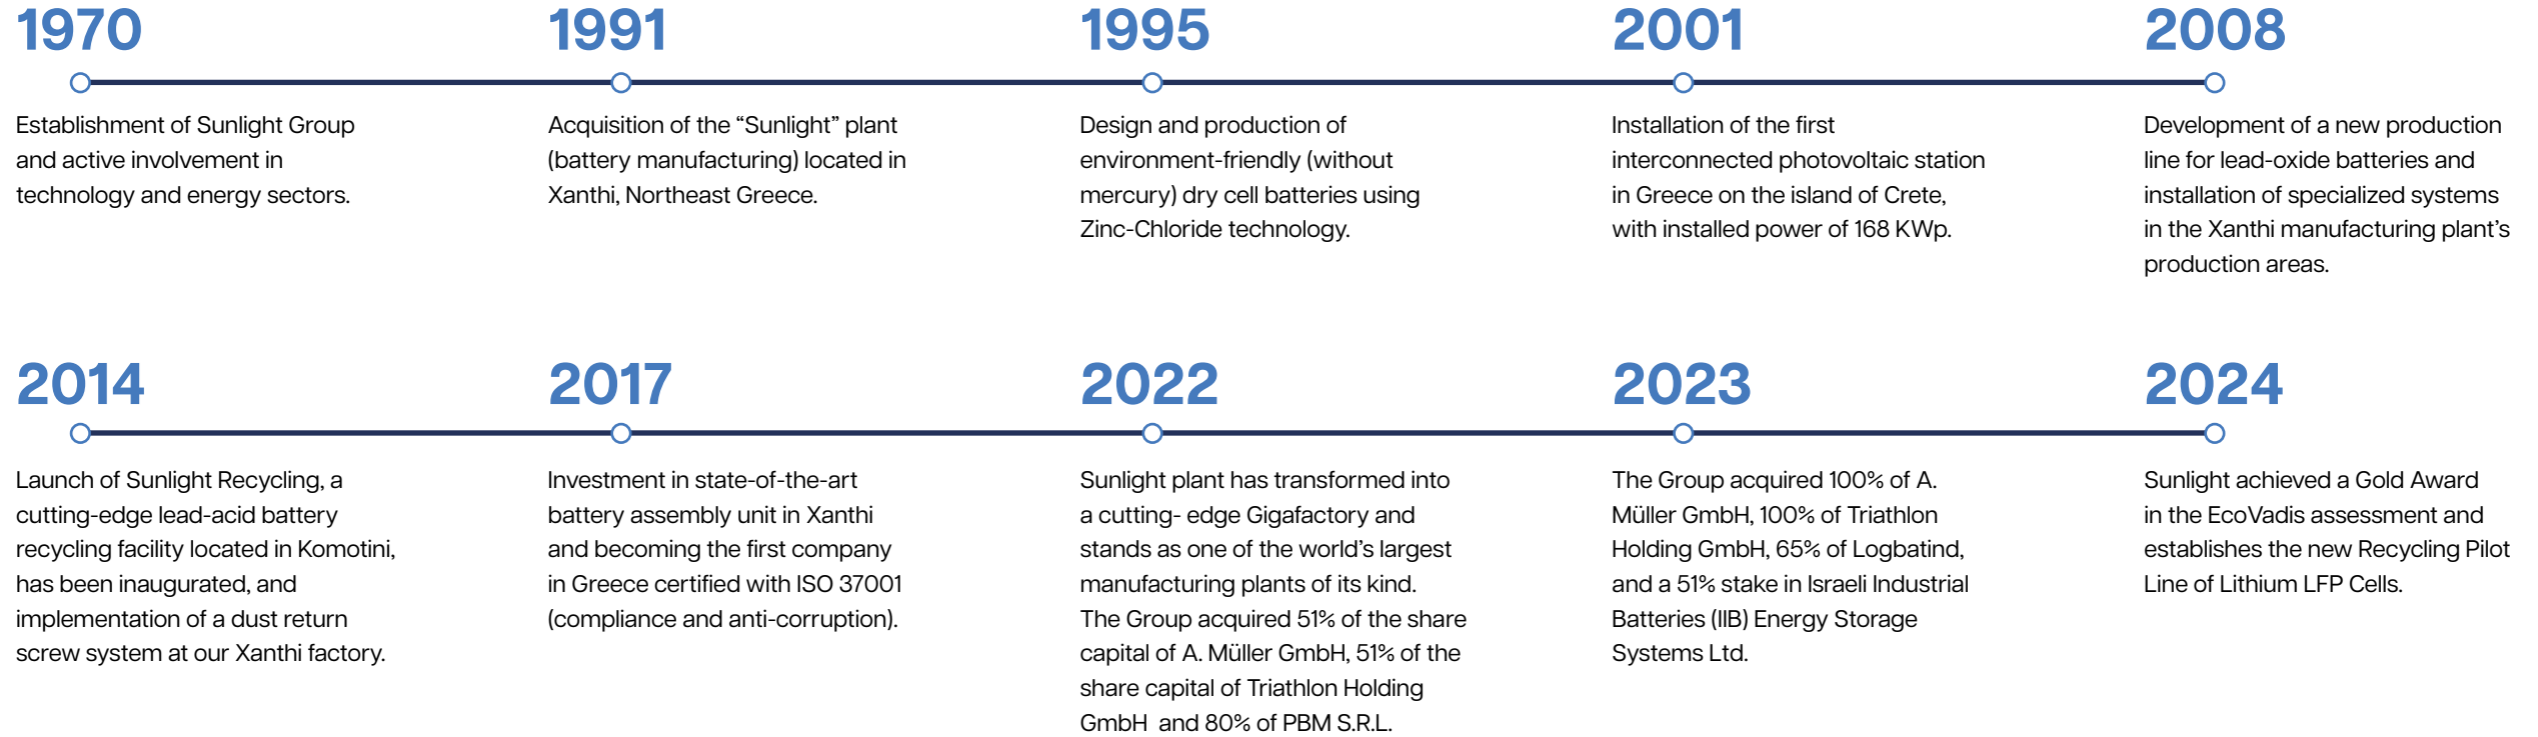 1970
Establishment of Sunlight Group
and active involvement in
technology and energy sectors.
1991
Acquisition of the “Sunlight” plant
(battery manufacturing) located in
Xanthi, Northeast Greece.
1995
Design and production of
environment-friendly (without
mercury) dry cell batteries using
Zinc-Chloride technology.
2001
Installation of the first
interconnected photovoltaic station
in Greece on the island of Crete,
with installed power of 168 KWp.
2008
Development of a new production
line for lead-oxide batteries and
installation of specialized systems
in the Xanthi manufacturing plant’s
production areas.
2014
Launch of Sunlight Recycling, a
cutting-edge lead-acid battery
recycling facility located in Komotini,
has been inaugurated, and
implementation of a dust return
screw system at our Xanthi factory.
2017
Investment in state-of-the-art
battery assembly unit in Xanthi
and becoming the first company
in Greece certified with ISO 37001
(compliance and anti-corruption).
2022
Sunlight plant has transformed into
a cutting- edge Gigafactory and
stands as one of the world’s largest
manufacturing plants of its kind.
The Group acquired 51% of the share
capital of A. Müller GmbH, 51% of the
share capital of Triathlon Holding
GmbH  and 80% of PBM S.R.L.
2023
The Group acquired 100% of A.
Müller GmbH, 100% of Triathlon
Holding GmbH, 65% of Logbatind,
and a 51% stake in Israeli Industrial
Batteries (IIB) Energy Storage
Systems Ltd.
2024
Sunlight achieved a Gold Award
in the EcoVadis assessment and
establishes the new Recycling Pilot
Line of Lithium LFP Cells.